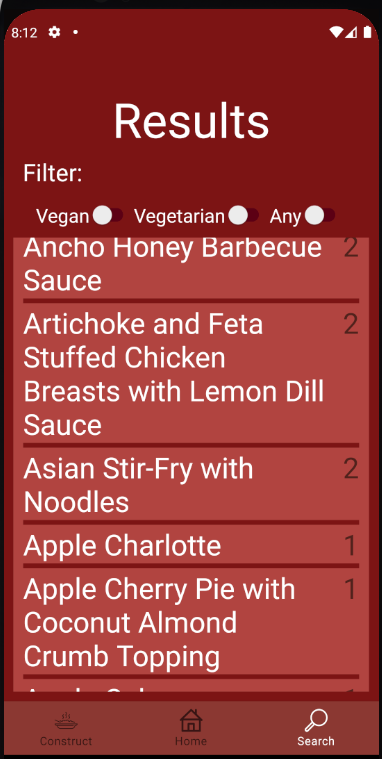 8:12
Results
Filter:
Vegan Vegetarian Any
Ancho Honey Barbecue 2
Sauce
Artichoke and Feta 2
Stuffed Chicken
Breasts with Lemon Dill
Sauce
Asian Stir-Fry with 2
Noodles
Apple Charlotte 1
Apple Cherry Pie with 1
Coconut Almond
Crumb Topping
Construct Home Search